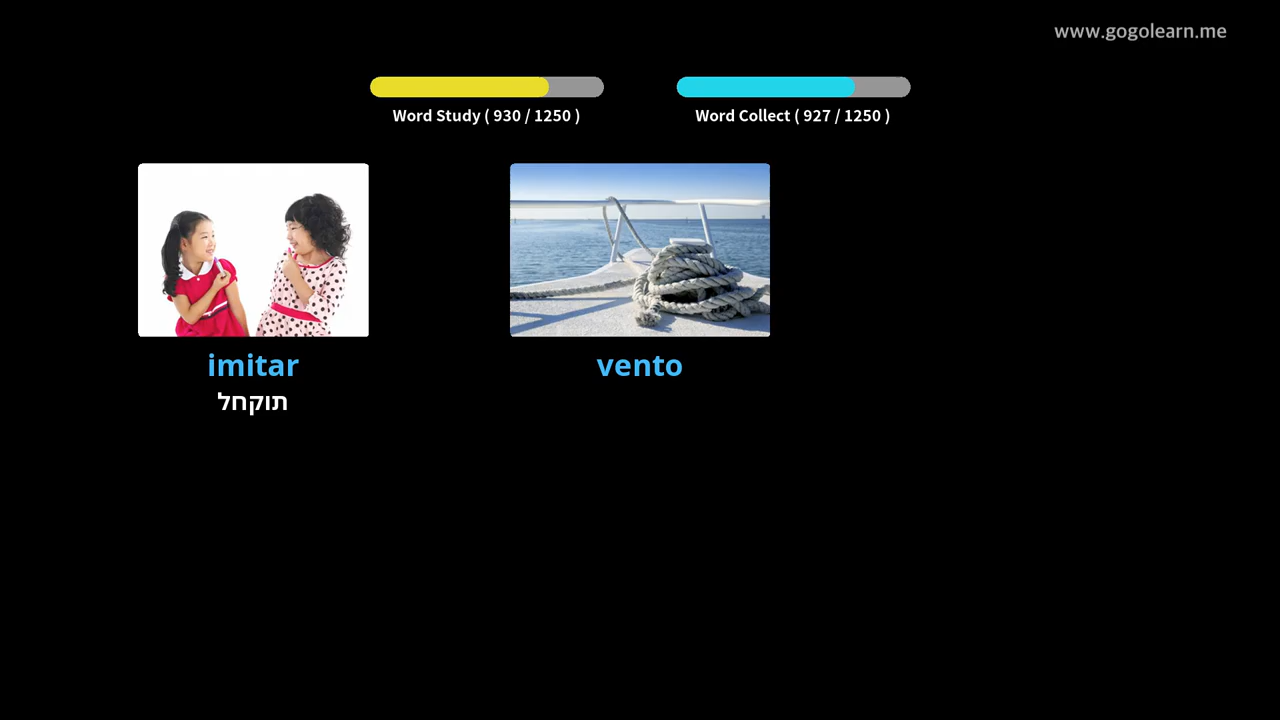 www.gogolearn.me
Word Study ( 930 / 1250 )
Word Collect ( 927 / 1250 )
imitar
תוקחל
vento